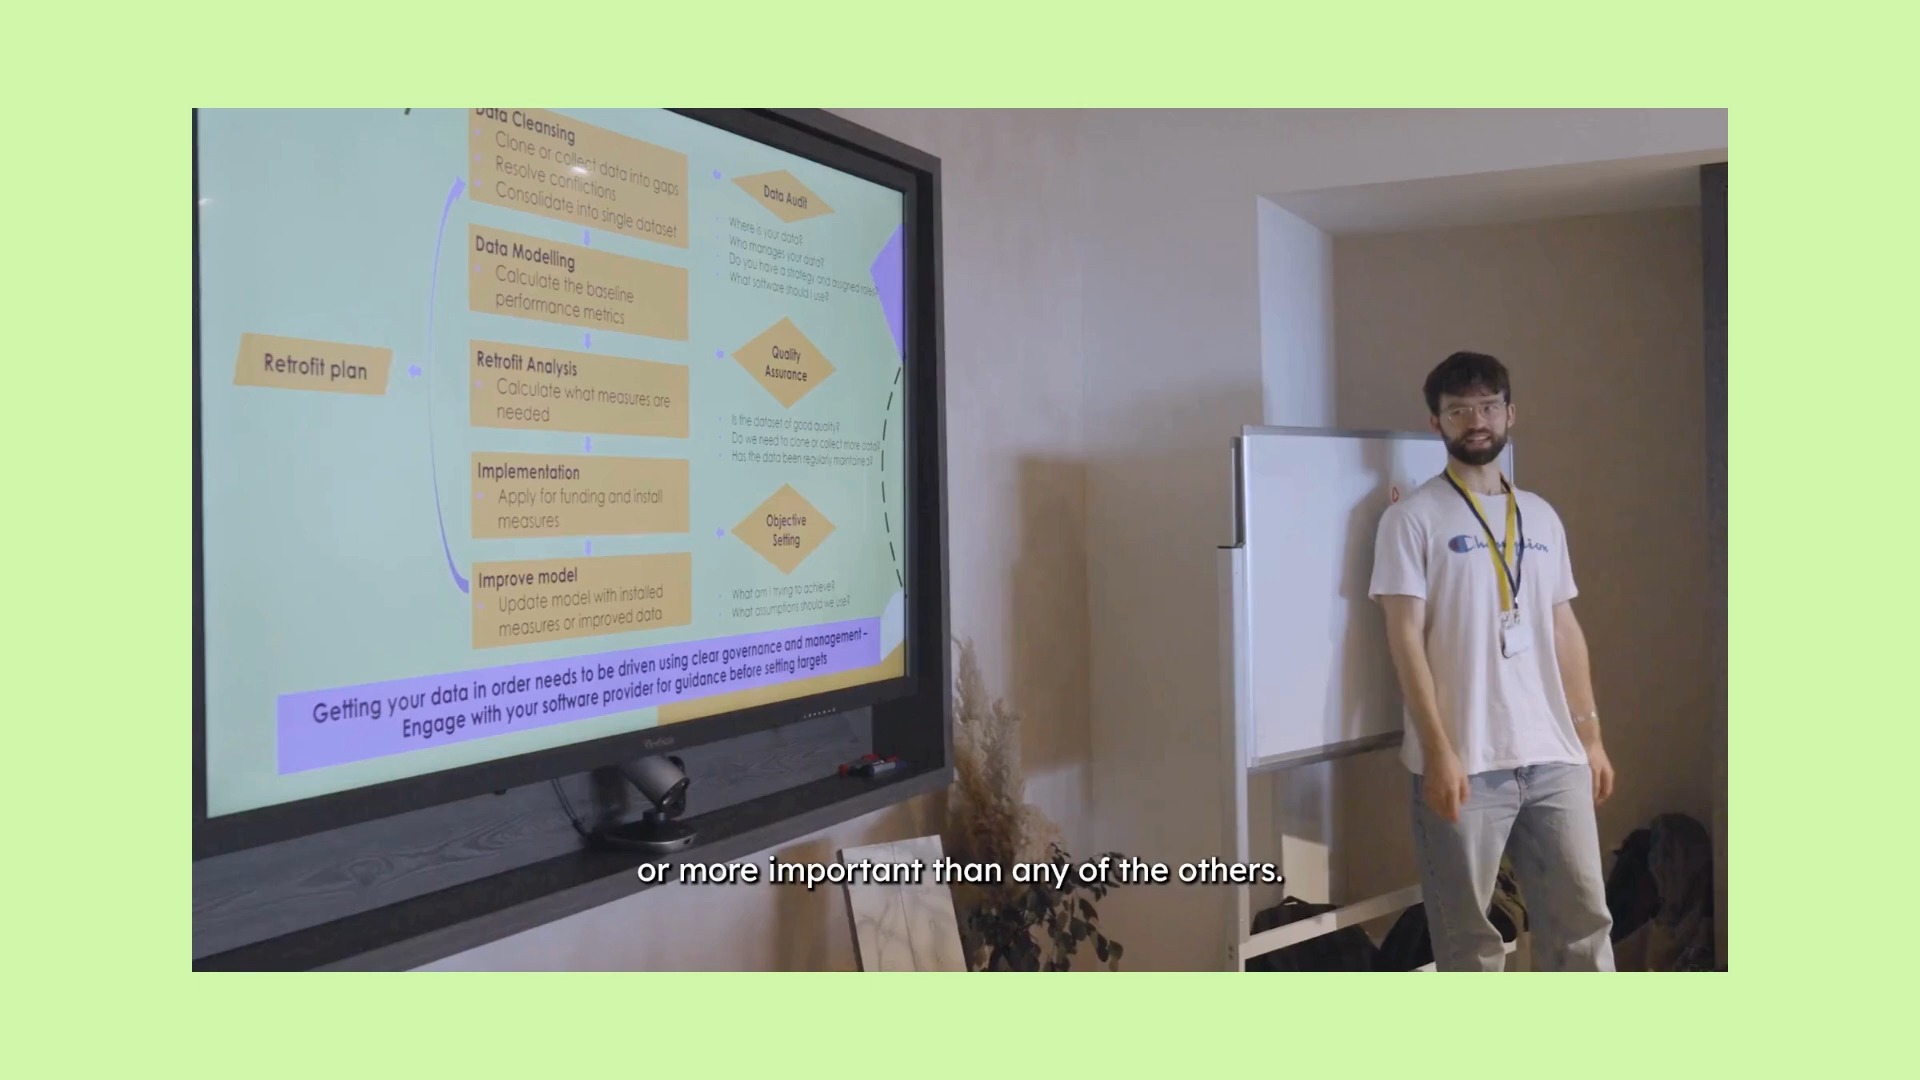 Data Cleansing
Clone or collect data into gaps
Resolve conflictions
Consolidate into single dataset
Data Modelling
Calculate the baseline
performance metrics
Retrofit Analysis
Calculate what measures are
needed
Implementation
Apply for funding and install
measures
Improve model
Update model with installed
measures or improved data
Retrofit plan
Data Audit
Where is your data?
Who manages your data?
Do you have a strategy and assigned roles?
What software should I use?
Quality
Assurance
Is the dataset of good quality?
Do we need to clone or collect more data?
Has the data been regularly maintained?
Objective
Setting
What am I trying to achieve?
What assumptions should we use?
Getting your data in order needs to be driven using clear governance and management –
Engage with your software provider for guidance before setting targets
ViewSonic
Champion
or more important than any of the others.